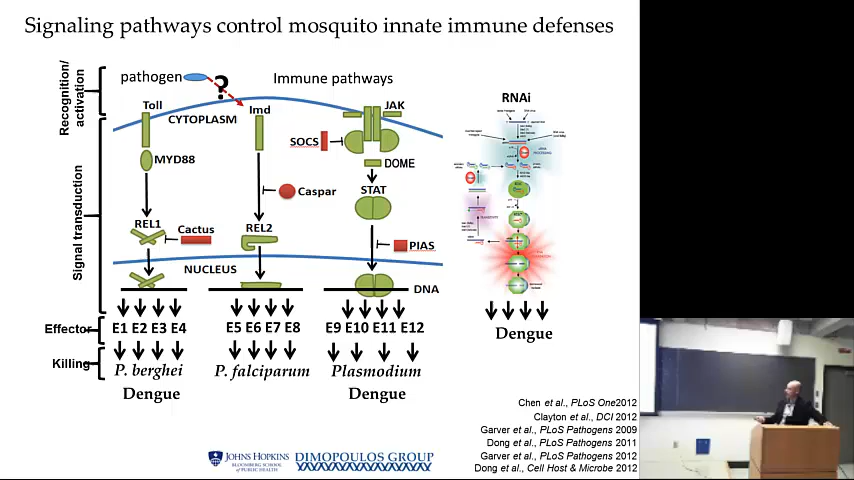 Signaling pathways control mosquito innate immune defenses
Recognition/
activation
Signal transduction
Effector
Killing
pathogen
?
Immune pathways
Toll
Imd
JAK
CYTOPLASM
SOCS
MYD88
DOME
Caspar
STAT
REL1
Cactus
REL2
PIAS
NUCLEUS
DNA
E1 E2 E3 E4
E5 E6 E7 E8
E9 E10 E11 E12
P. berghei
P. falciparum
Plasmodium
Dengue
Dengue
RNAi
Dengue
Chen et al., PLoS One2012
Clayton et al., DCI 2012
Garver et al., PLoS Pathogens 2009
Dong et al., PLoS Pathogens 2011
Garver et al., PLoS Pathogens 2012
Dong et al., Cell Host & Microbe 2012
JOHNS HOPKINS
BLOOMBERG SCHOOL
of PUBLIC HEALTH
DIMOPOULOS GROUP